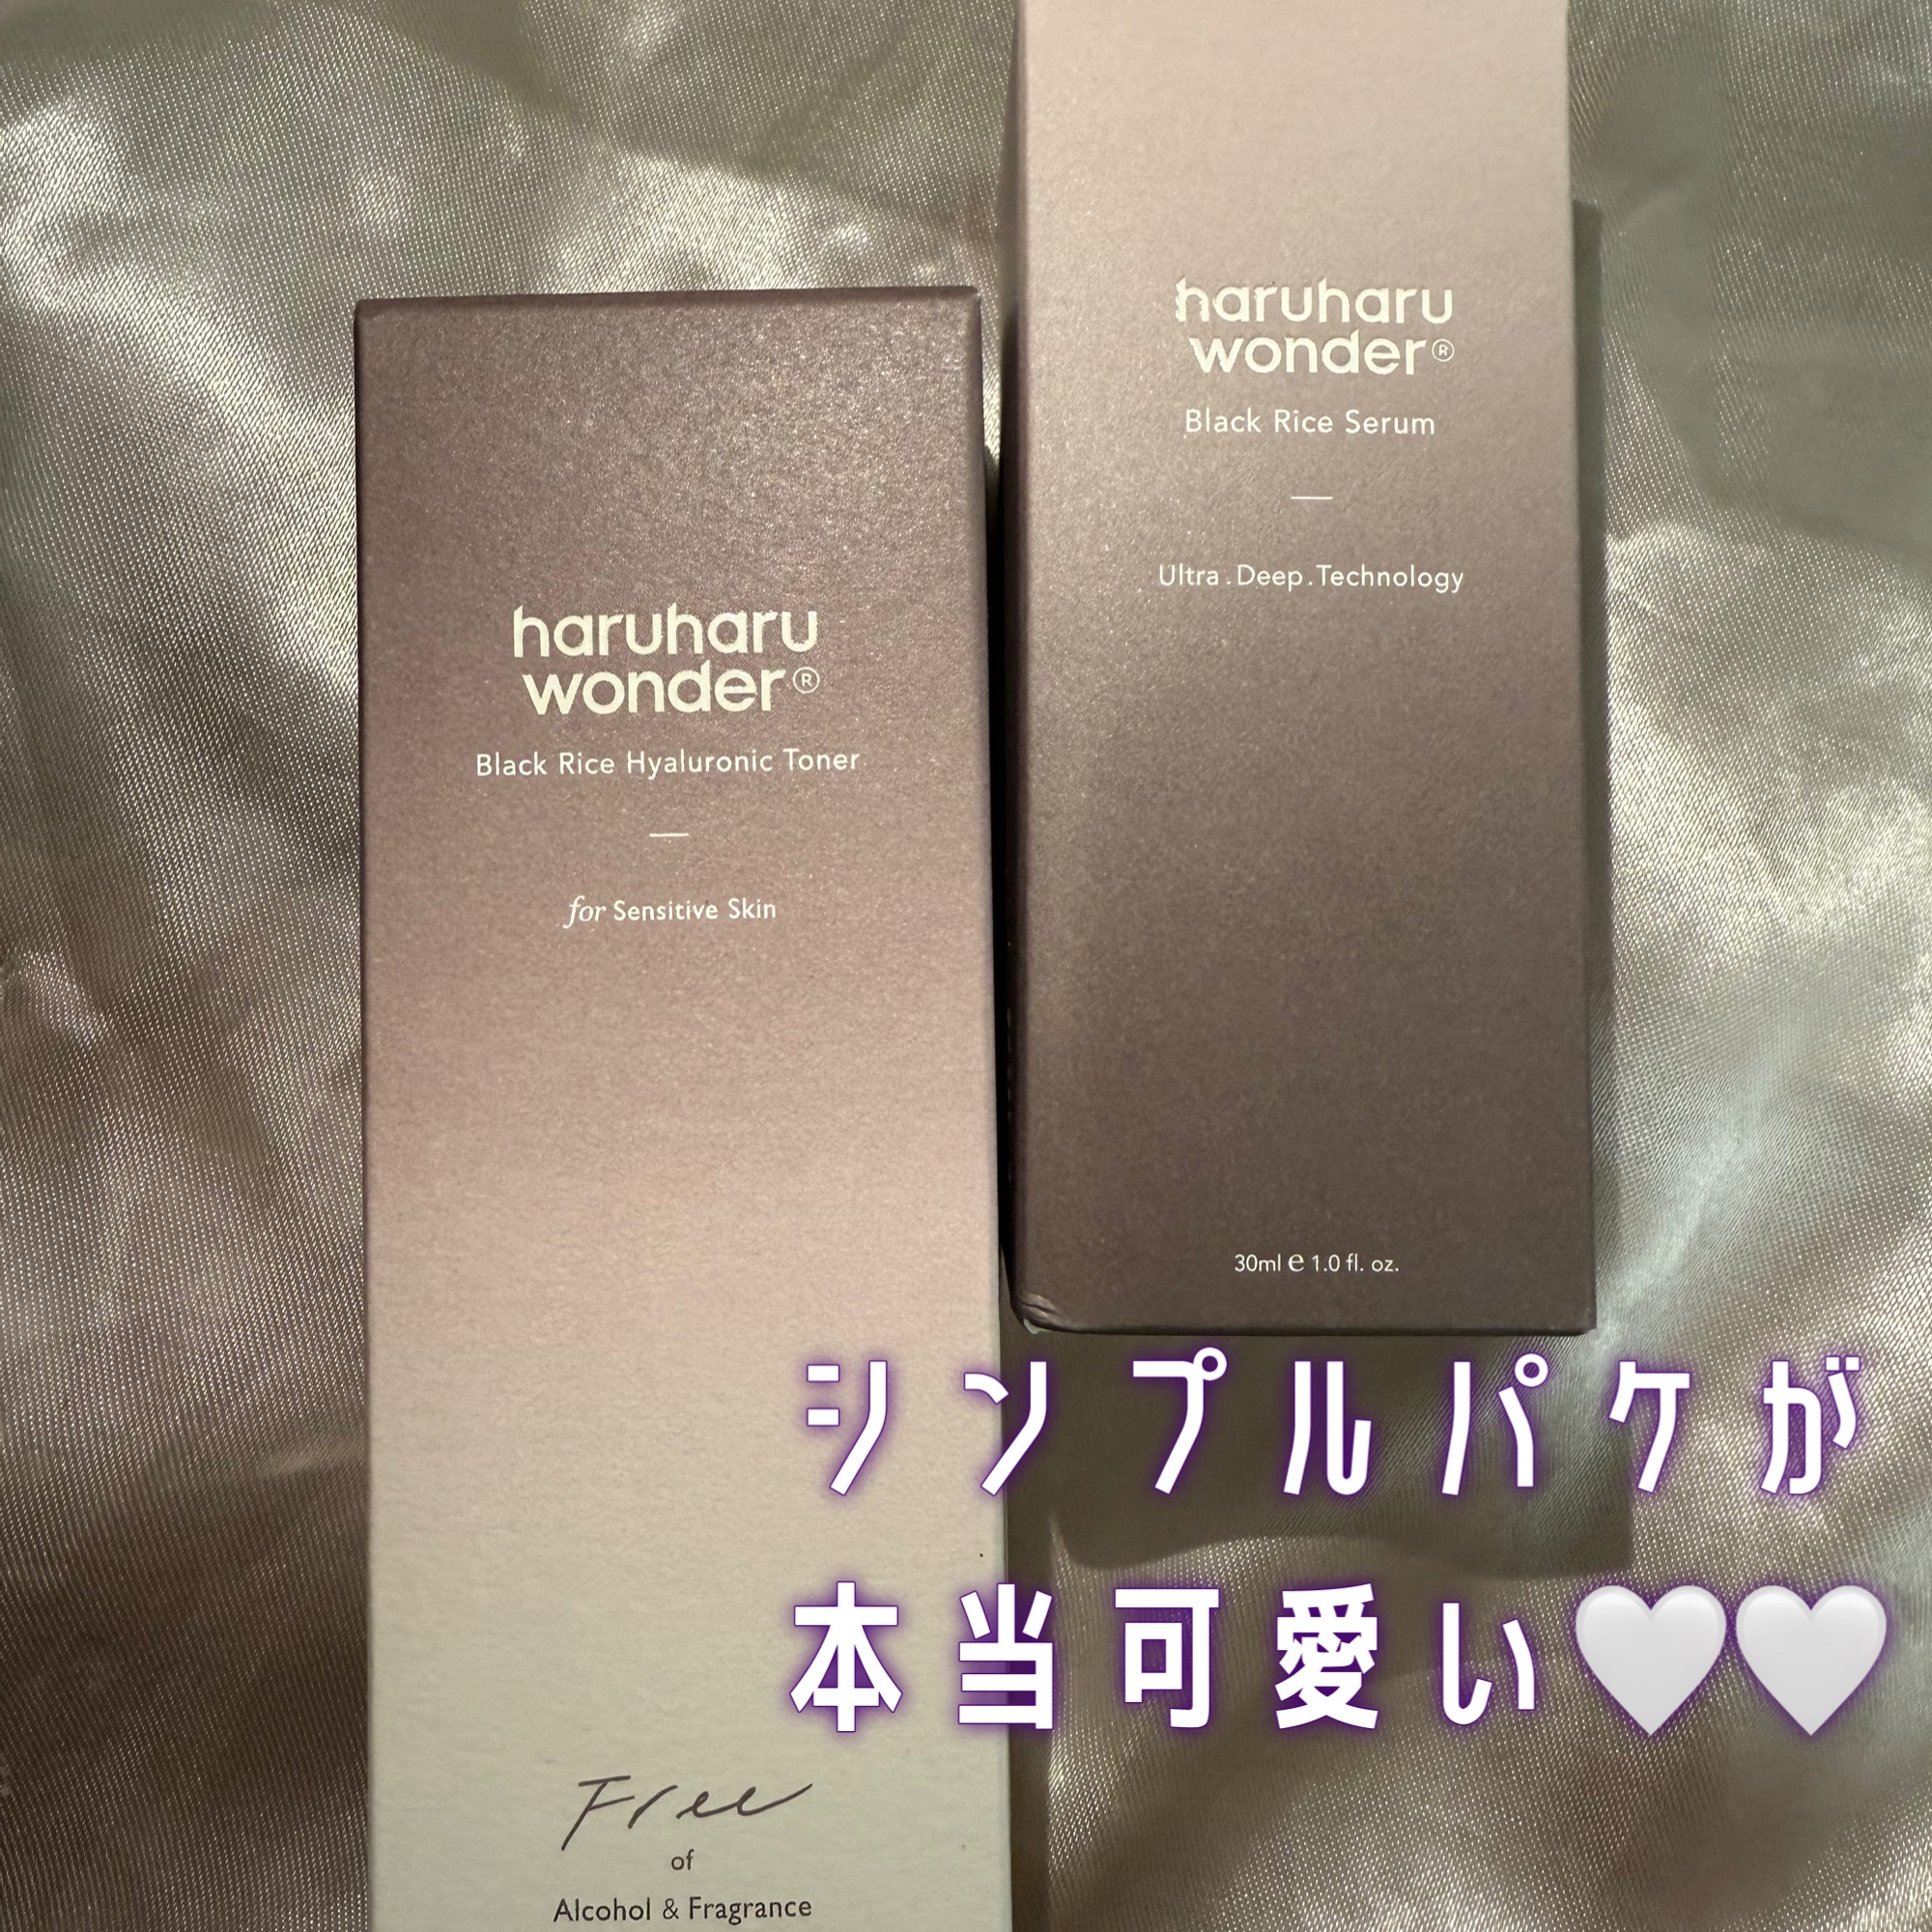 haruharu
wonder®
Black Rice Hyaluronic Toner
for Sensitive Skin
Free
of
Alcohol & Fragrance
haruharu
wonder®
Black Rice Serum
Ultra.Deep.Technology
30ml ℮ 1.0 fl. oz.
シンプルパケが
本当可愛い🤍🤍